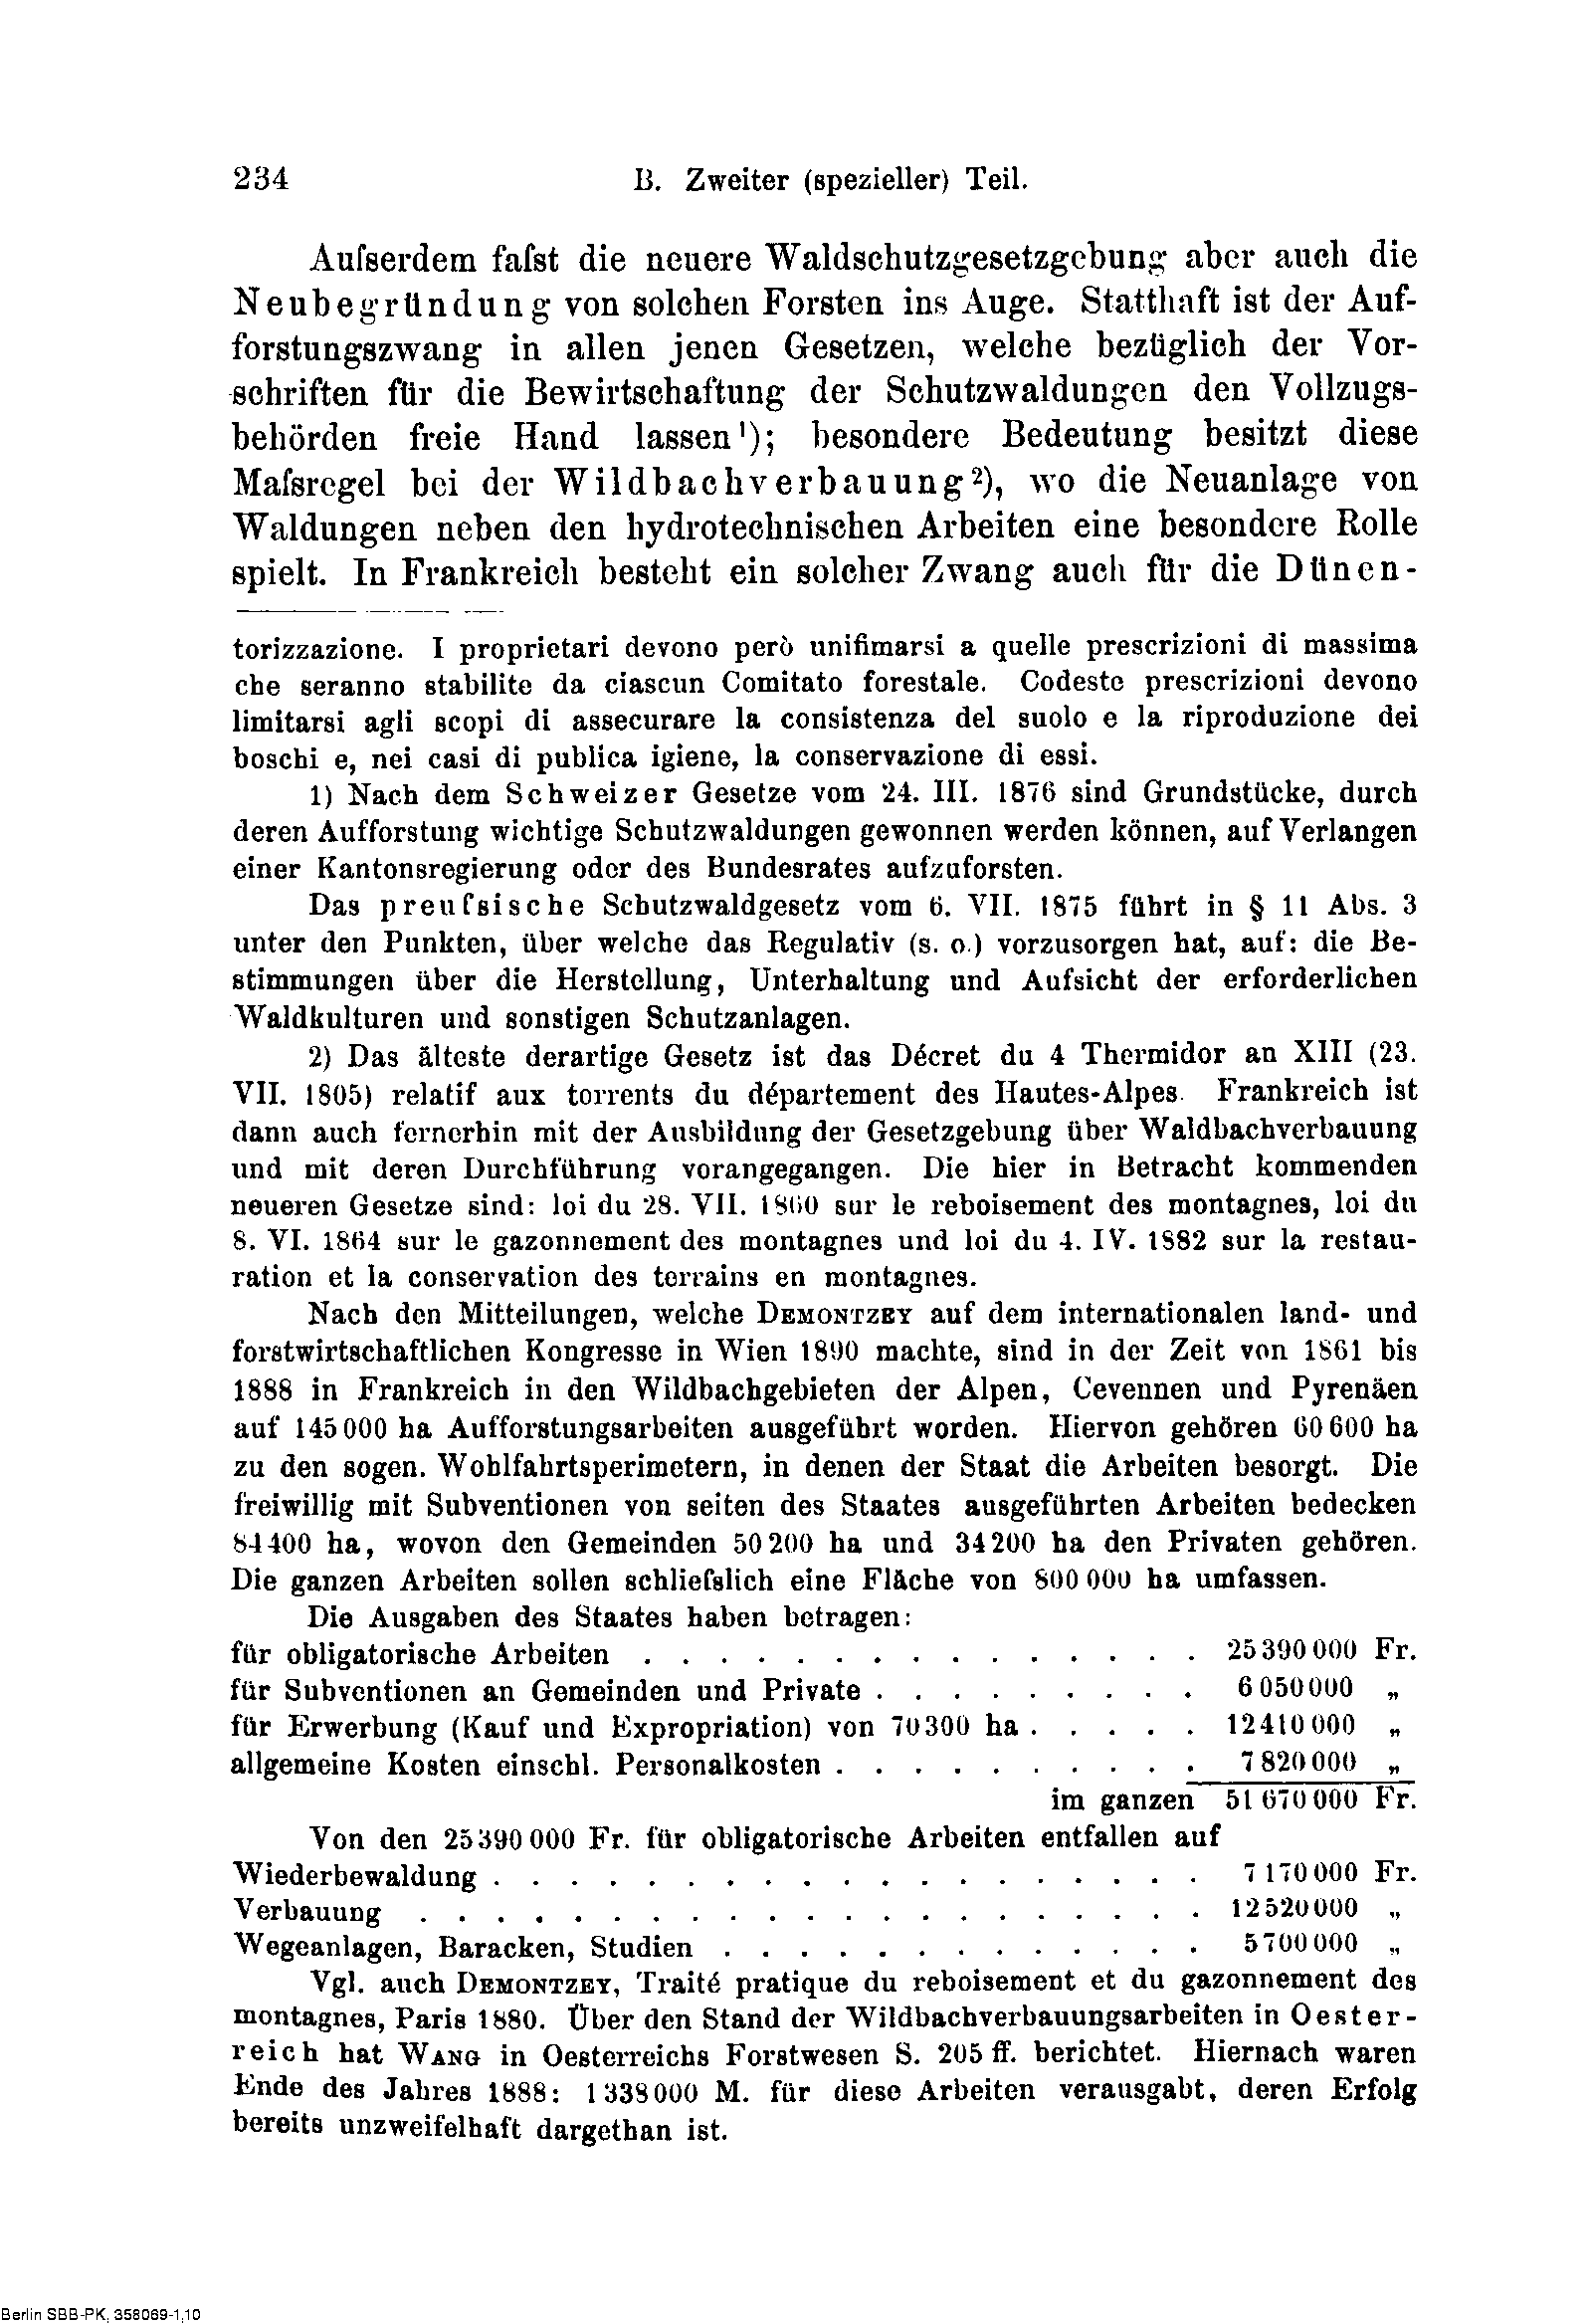 234 B. Zweiter (spezieller) Teil.
Auſserdem faſst die neuere Waldschutzgesetzgebung aber auch die
Neubegründung von solchen Forsten ins Auge. Statthaft ist der Auf-
forstungszwang in allen jenen Gesetzen, welche bezüglich der Vor-
schriften für die Bewirtschaftung der Schutzwaldungen den Vollzugs-
behörden freie Hand lassen¹); besondere Bedeutung besitzt diese
Maſsregel bei der Wildbachverbauung²), wo die Neuanlage von
Waldungen neben den hydrotechnischen Arbeiten eine besondere Rolle
spielt. In Frankreich besteht ein solcher Zwang auch für die Dünen-
torizzazione. I proprietari devono però unifimarsi a quelle prescrizioni di massima
che seranno stabilite da ciascun Comitato forestale. Codeste prescrizioni devono
limitarsi agli scopi di assecurare la consistenza del suolo e la riproduzione dei
boschi e, nei casi di publica igiene, la conservazione di essi.
1) Nach dem Schweizer Gesetze vom 24. III. 1876 sind Grundstücke, durch
deren Aufforstung wichtige Schutzwaldungen gewonnen werden können, auf Verlangen
einer Kantonsregierung oder des Bundesrates aufzuforsten.
Das preuſsische Schutzwaldgesetz vom 6. VII. 1875 führt in § 11 Abs. 3
unter den Punkten, über welche das Regulativ (s. o.) vorzusorgen hat, auf: die Be-
stimmungen über die Herstellung, Unterhaltung und Aufsicht der erforderlichen
Waldkulturen und sonstigen Schutzanlagen.
2) Das älteste derartige Gesetz ist das Décret du 4 Thermidor an XIII (23.
VII. 1805) relatif aux torrents du département des Hautes-Alpes. Frankreich ist
dann auch fernerhin mit der Ausbildung der Gesetzgebung über Waldbachverbauung
und mit deren Durchführung vorangegangen. Die hier in Betracht kommenden
neueren Gesetze sind: loi du 28. VII. 1860 sur le reboisement des montagnes, loi du
8. VI. 1864 sur le gazonnement des montagnes und loi du 4. IV. 1882 sur la restau-
ration et la conservation des terrains en montagnes.
Nach den Mitteilungen, welche Demontzey auf dem internationalen land- und
forstwirtschaftlichen Kongresse in Wien 1890 machte, sind in der Zeit von 1861 bis
1888 in Frankreich in den Wildbachgebieten der Alpen, Cevennen und Pyrenäen
auf 145 000 ha Aufforstungsarbeiten ausgeführt worden. Hiervon gehören 60 600 ha
zu den sogen. Wohlfahrtsperimetern, in denen der Staat die Arbeiten besorgt. Die
freiwillig mit Subventionen von seiten des Staates ausgeführten Arbeiten bedecken
84 400 ha, wovon den Gemeinden 50 200 ha und 34 200 ha den Privaten gehören.
Die ganzen Arbeiten sollen schlieſslich eine Fläche von 800 000 ha umfassen.
Die Ausgaben des Staates haben betragen:
für obligatorische Arbeiten . . . . . . . . . . . . . . . 25 390 000 Fr.
für Subventionen an Gemeinden und Private . . . . . . . . . 6 050 000 „
für Erwerbung (Kauf und Expropriation) von 70 300 ha . . . . . 12 410 000 „
allgemeine Kosten einschl. Personalkosten . . . . . . . . . . 7 820 000 „
im ganzen 51 670 000 Fr.
Von den 25 390 000 Fr. für obligatorische Arbeiten entfallen auf
Wiederbewaldung . . . . . . . . . . . . . . . . . . . 7 170 000 Fr.
Verbauung . . . . . . . . . . . . . . . . . . . . . 12 520 000 „
Wegeanlagen, Baracken, Studien . . . . . . . . . . . . . 5 700 000 „
Vgl. auch Demontzey, Traité pratique du reboisement et du gazonnement des
montagnes, Paris 1880. Über den Stand der Wildbachverbauungsarbeiten in Oester-
reich hat Wang in Oesterreichs Forstwesen S. 205 ff. berichtet. Hiernach waren
Ende des Jahres 1888: 1 338 000 M. für diese Arbeiten verausgabt, deren Erfolg
bereits unzweifelhaft dargethan ist.
Berlin SBB-PK, 358069-1,10